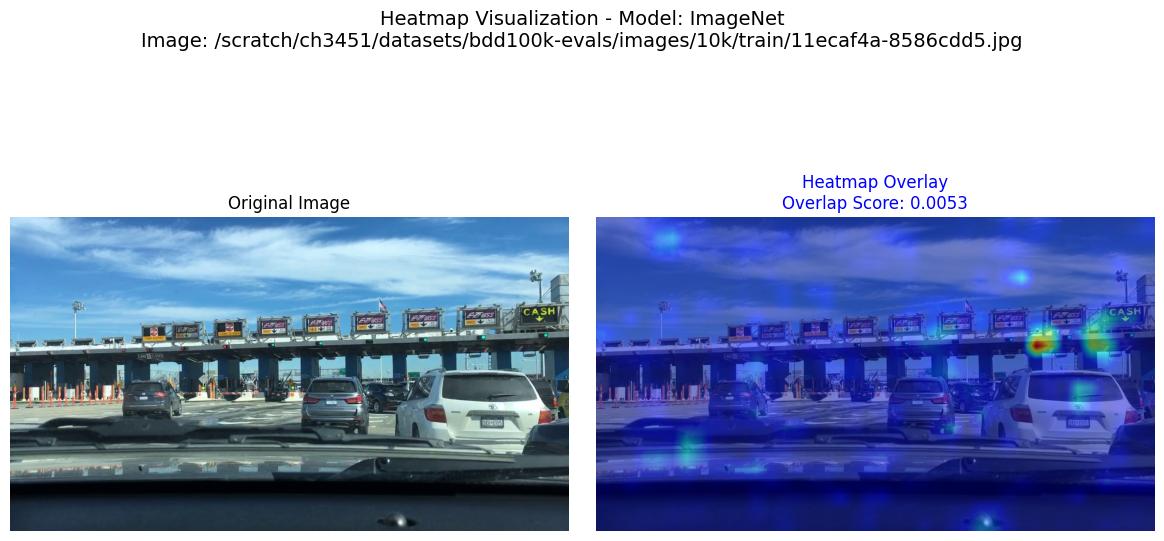 Heatmap Visualization - Model: ImageNet
Image: /scratch/ch3451/datasets/bdd100k-evals/images/10k/train/11ecaf4a-8586cdd5.jpg
Original Image
Heatmap Overlay
Overlap Score: 0.0053
CASH
CASH